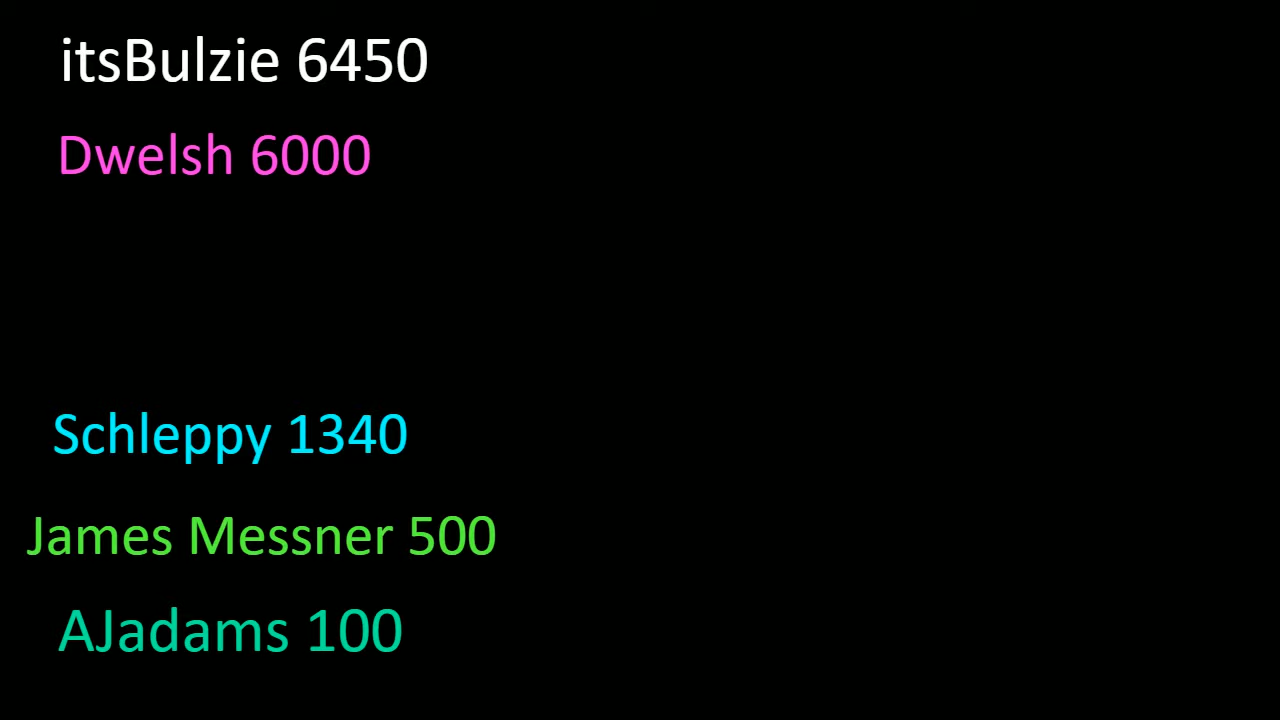 itsBulzie 6450
Dwelsh 6000
Schleppy 1340
James Messner 500
AJadams 100